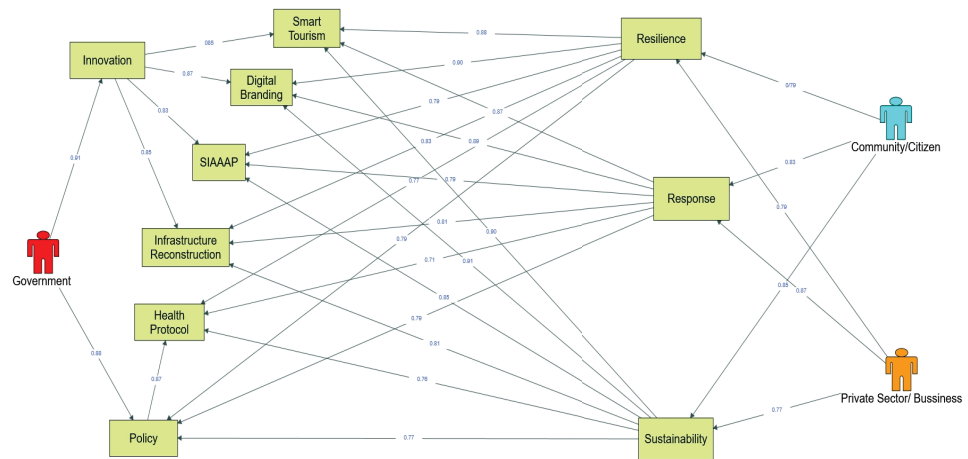 Smart
Tourism
Resilience
Innovation
Digital
Branding
SIAAAP
Community/Citizen
Response
Infrastructure
Reconstruction
Government
Health
Protocol
Private Sector/ Bussiness
Policy
Sustainability
0.88
0.87
0.90
0.79
0/79
0.83
0.87
0.85
0.83
0.89
0.83
0.77
0.79
0.91
0.79
0.81
0.79
0.90
0.91
0.71
0.87
0.85
0.79
0.88
0.81
0.76
0.87
0.77
0.77